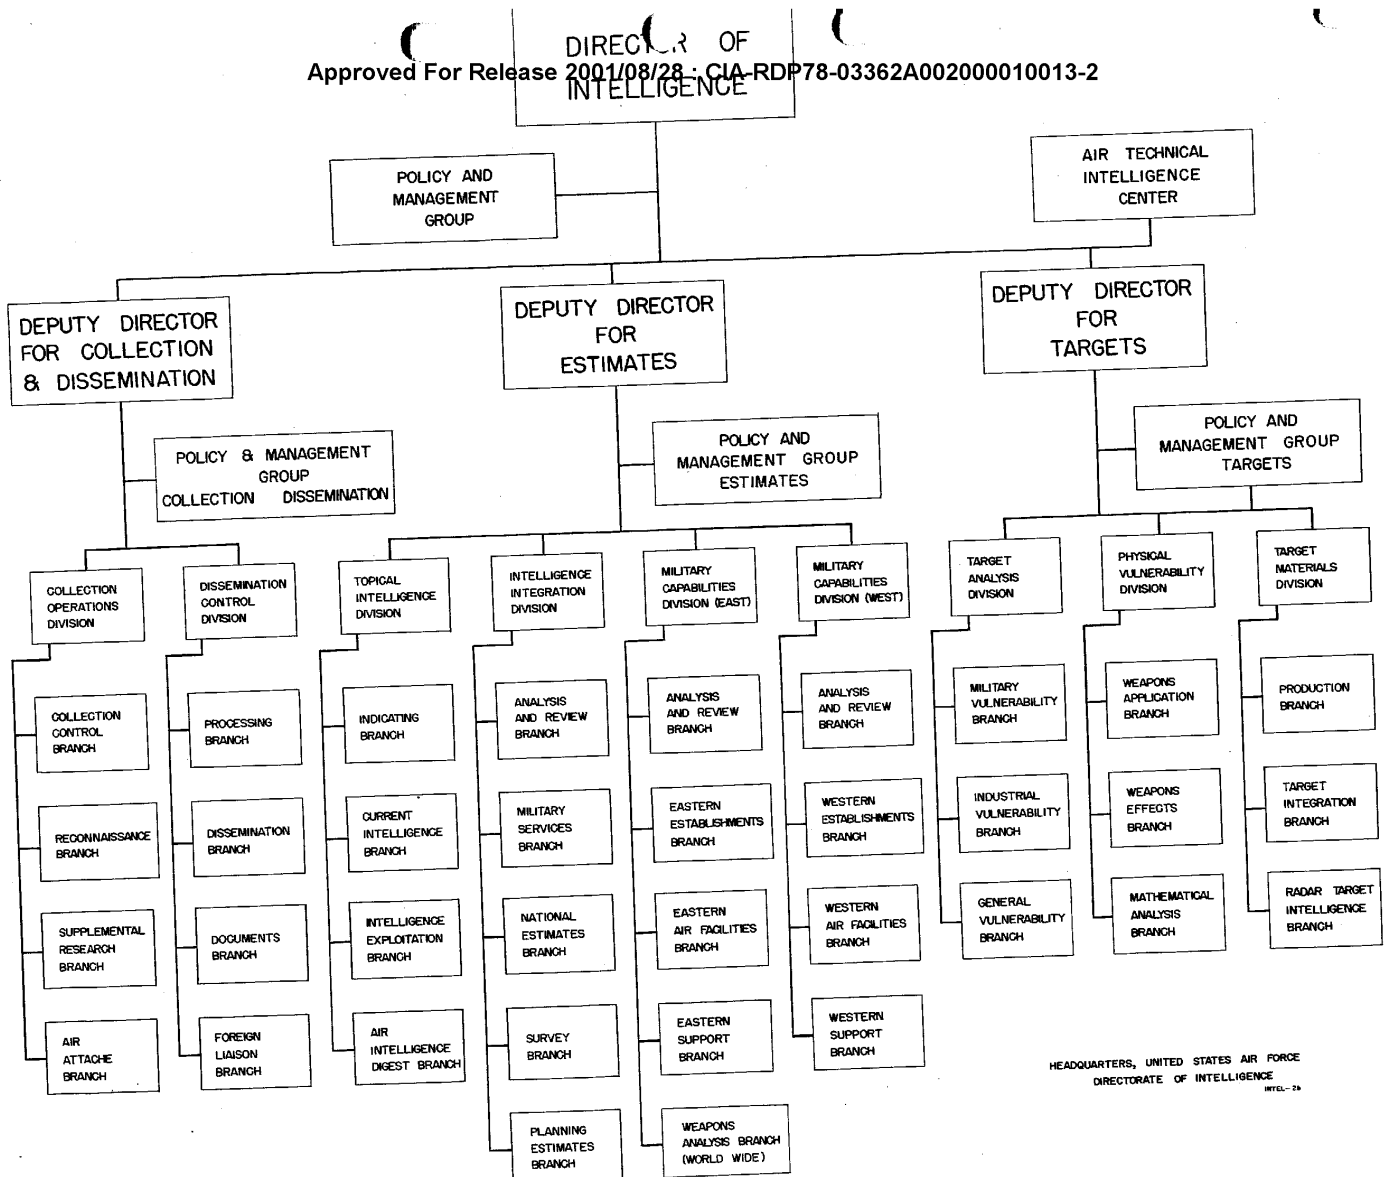 DIRECTOR OF
Approved For Release 2001/08/28 : CIA-RDP78-03362A002000010013-2
INTELLIGENCE
POLICY AND
MANAGEMENT
GROUP
AIR TECHNICAL
INTELLIGENCE
CENTER
DEPUTY DIRECTOR
FOR COLLECTION
& DISSEMINATION
DEPUTY DIRECTOR
FOR
ESTIMATES
DEPUTY DIRECTOR
FOR
TARGETS
POLICY & MANAGEMENT
GROUP
COLLECTION DISSEMINATION
POLICY AND
MANAGEMENT GROUP
ESTIMATES
POLICY AND
MANAGEMENT GROUP
TARGETS
COLLECTION
OPERATIONS
DIVISION
DISSEMINATION
CONTROL
DIVISION
TOPICAL
INTELLIGENCE
DIVISION
INTELLIGENCE
INTEGRATION
DIVISION
MILITARY
CAPABILITIES
DIVISION (EAST)
MILITARY
CAPABILITIES
DIVISION (WEST)
TARGET
ANALYSIS
DIVISION
PHYSICAL
VULNERABILITY
DIVISION
TARGET
MATERIALS
DIVISION
COLLECTION
CONTROL
BRANCH
PROCESSING
BRANCH
INDICATING
BRANCH
ANALYSIS
AND REVIEW
BRANCH
ANALYSIS
AND REVIEW
BRANCH
ANALYSIS
AND REVIEW
BRANCH
MILITARY
VULNERABILITY
BRANCH
WEAPONS
APPLICATION
BRANCH
PRODUCTION
BRANCH
RECONNAISSANCE
BRANCH
DISSEMINATION
BRANCH
CURRENT
INTELLIGENCE
BRANCH
MILITARY
SERVICES
BRANCH
EASTERN
ESTABLISHMENTS
BRANCH
WESTERN
ESTABLISHMENTS
BRANCH
INDUSTRIAL
VULNERABILITY
BRANCH
WEAPONS
EFFECTS
BRANCH
TARGET
INTEGRATION
BRANCH
SUPPLEMENTAL
RESEARCH
BRANCH
DOCUMENTS
BRANCH
INTELLIGENCE
EXPLOITATION
BRANCH
NATIONAL
ESTIMATES
BRANCH
EASTERN
AIR FACILITIES
BRANCH
WESTERN
AIR FACILITIES
BRANCH
GENERAL
VULNERABILITY
BRANCH
MATHEMATICAL
ANALYSIS
BRANCH
RADAR TARGET
INTELLIGENCE
BRANCH
AIR
ATTACHE
BRANCH
FOREIGN
LIAISON
BRANCH
AIR
INTELLIGENCE
DIGEST BRANCH
SURVEY
BRANCH
EASTERN
SUPPORT
BRANCH
WESTERN
SUPPORT
BRANCH
PLANNING
ESTIMATES
BRANCH
WEAPONS
ANALYSIS BRANCH
(WORLD WIDE)
HEADQUARTERS, UNITED STATES AIR FORCE
DIRECTORATE OF INTELLIGENCE
INTEL-2b